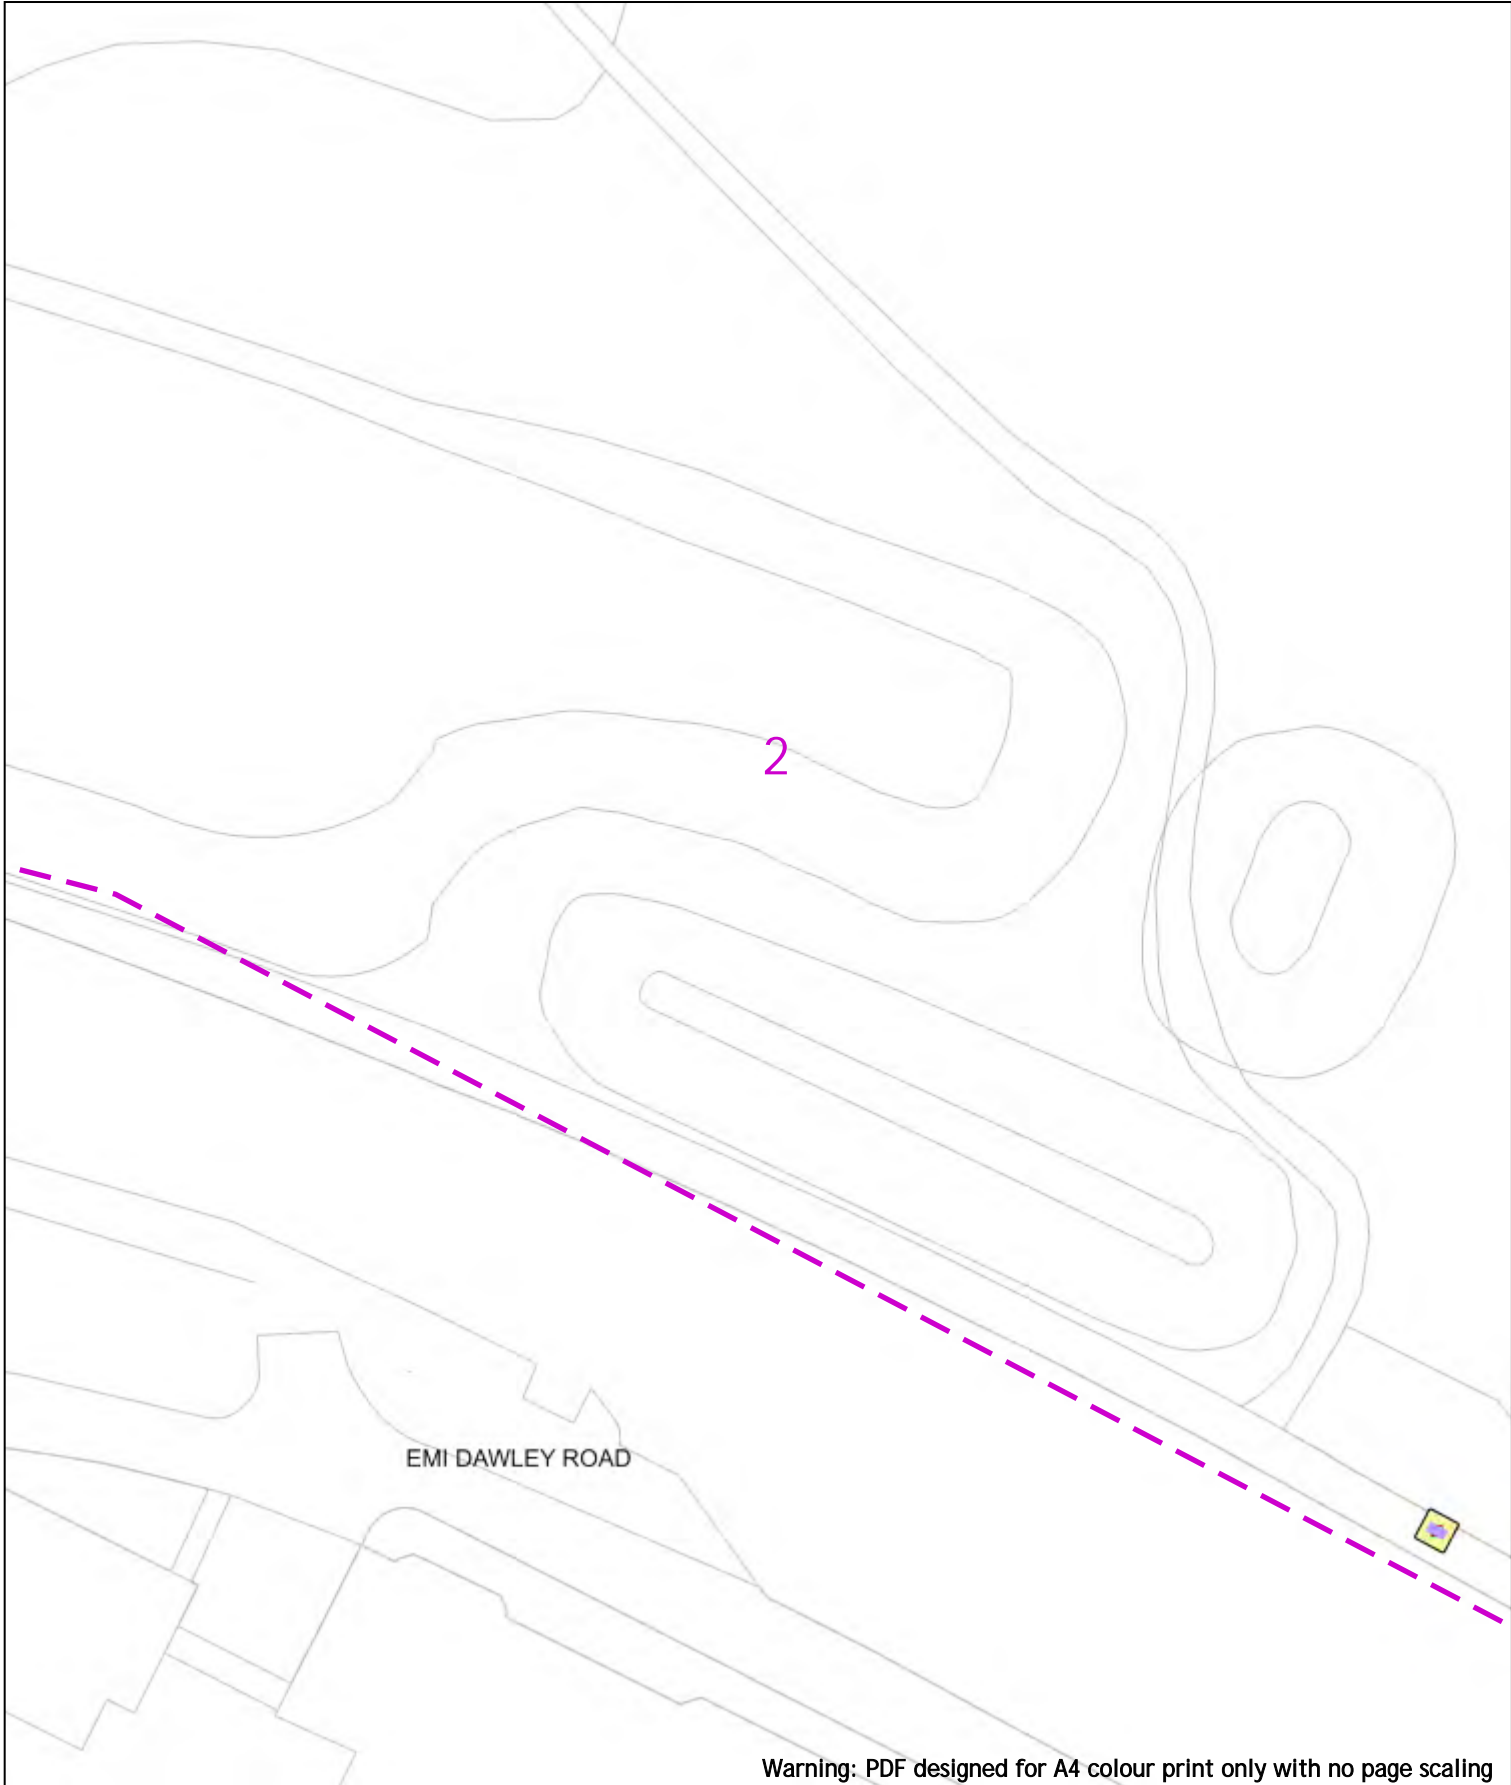 2
EMI DAWLEY ROAD
Warning: PDF designed for A4 colour print only with no page scaling